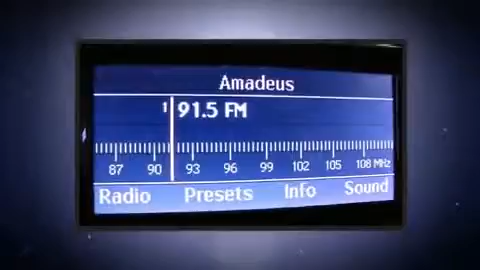 Amadeus
1 91.5 FM
87 90 93 96 99 102 105 108 MHz
Radio Presets Info Sound